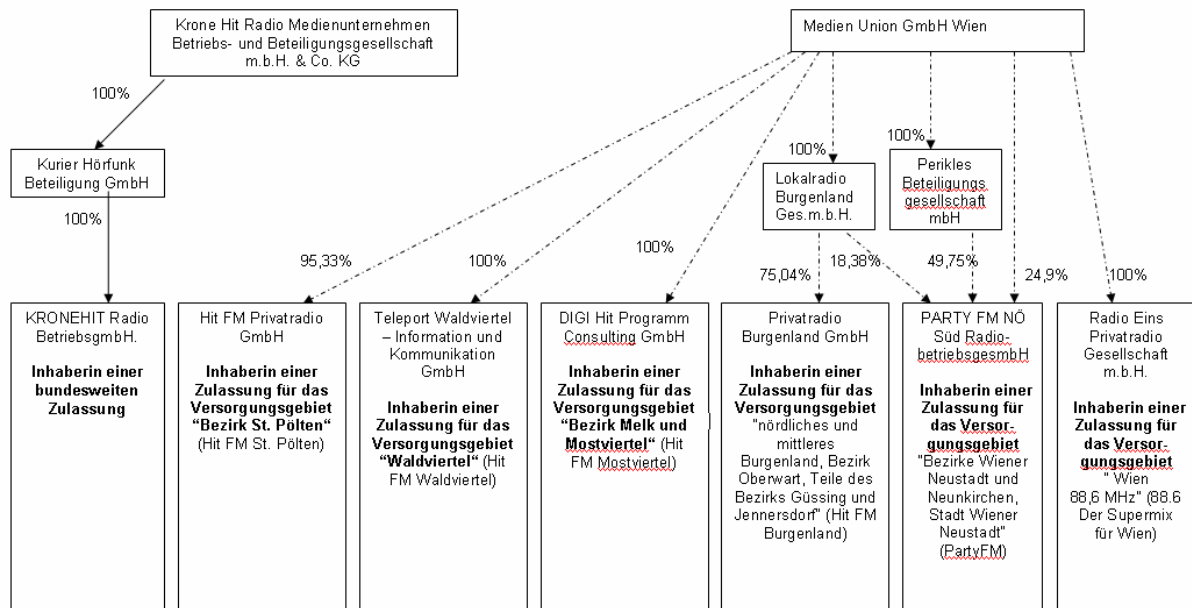 Krone Hit Radio Medienunternehmen
Betriebs- und Beteiligungsgesellschaft
m.b.H. & Co. KG
Medien Union GmbH Wien
100%
Kurier Hörfunk
Beteiligung GmbH
100%
100%
Lokalradio
Burgenland
Ges.m.b.H.
100%
Perikles
Beteiligungs
gesellschaft
mbH
95,33%
100%
100%
75,04%
18,38%
49,75%
24,9%
100%
KRONEHIT Radio
BetriebsgmbH.
Inhaberin einer
bundesweiten
Zulassung
Hit FM Privatradio
GmbH
Inhaberin einer
Zulassung für das
Versorgungsgebiet
“Bezirk St. Pölten“
(Hit FM St. Pölten)
Teleport Waldviertel
– Information und
Kommunikation
GmbH
Inhaberin einer
Zulassung für das
Versorgungsgebiet
“Waldviertel“ (Hit
FM Waldviertel)
DIGI Hit Programm
Consulting GmbH
Inhaberin einer
Zulassung für das
Versorgungsgebiet
“Bezirk Melk und
Mostviertel“ (Hit
FM Mostviertel)
Privatradio
Burgenland GmbH
Inhaberin einer
Zulassung für das
Versorgungsgebiet
"nördliches und
mittleres
Burgenland, Bezirk
Oberwart, Teile des
Bezirks Güssing und
Jennersdorf" (Hit FM
Burgenland)
PARTY FM NÖ
Süd Radio-
betriebsgesmbH
Inhaberin einer
Zulassung für
das Versor-
gungsgebiet
"Bezirke Wiener
Neustadt und
Neunkirchen,
Stadt Wiener
Neustadt"
(PartyFM)
Radio Eins
Privatradio
Gesellschaft
m.b.H.
Inhaberin einer
Zulassung für
das Versor-
gungsgebiet
" Wien
88,6 MHz" (88.6
Der Supermix
für Wien)